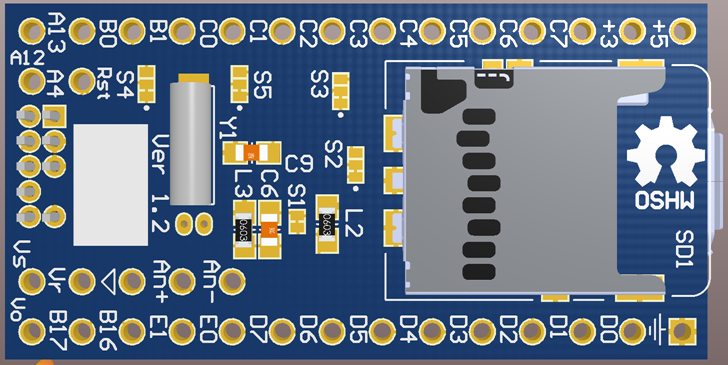 A13 B0 B1 C0 C1 C2 C3 C4 C5 C6 C7 +3 +5
A12
A4 Rst S4 S5 S3
Y1
Ver 1.2
S2
C9
L3 C6 S1 L2
0603 0603
OSHW
SD1
Vs Vr An+ An-
Vo B17 B16 E1 E0 D7 D6 D5 D4 D3 D2 D1 D0